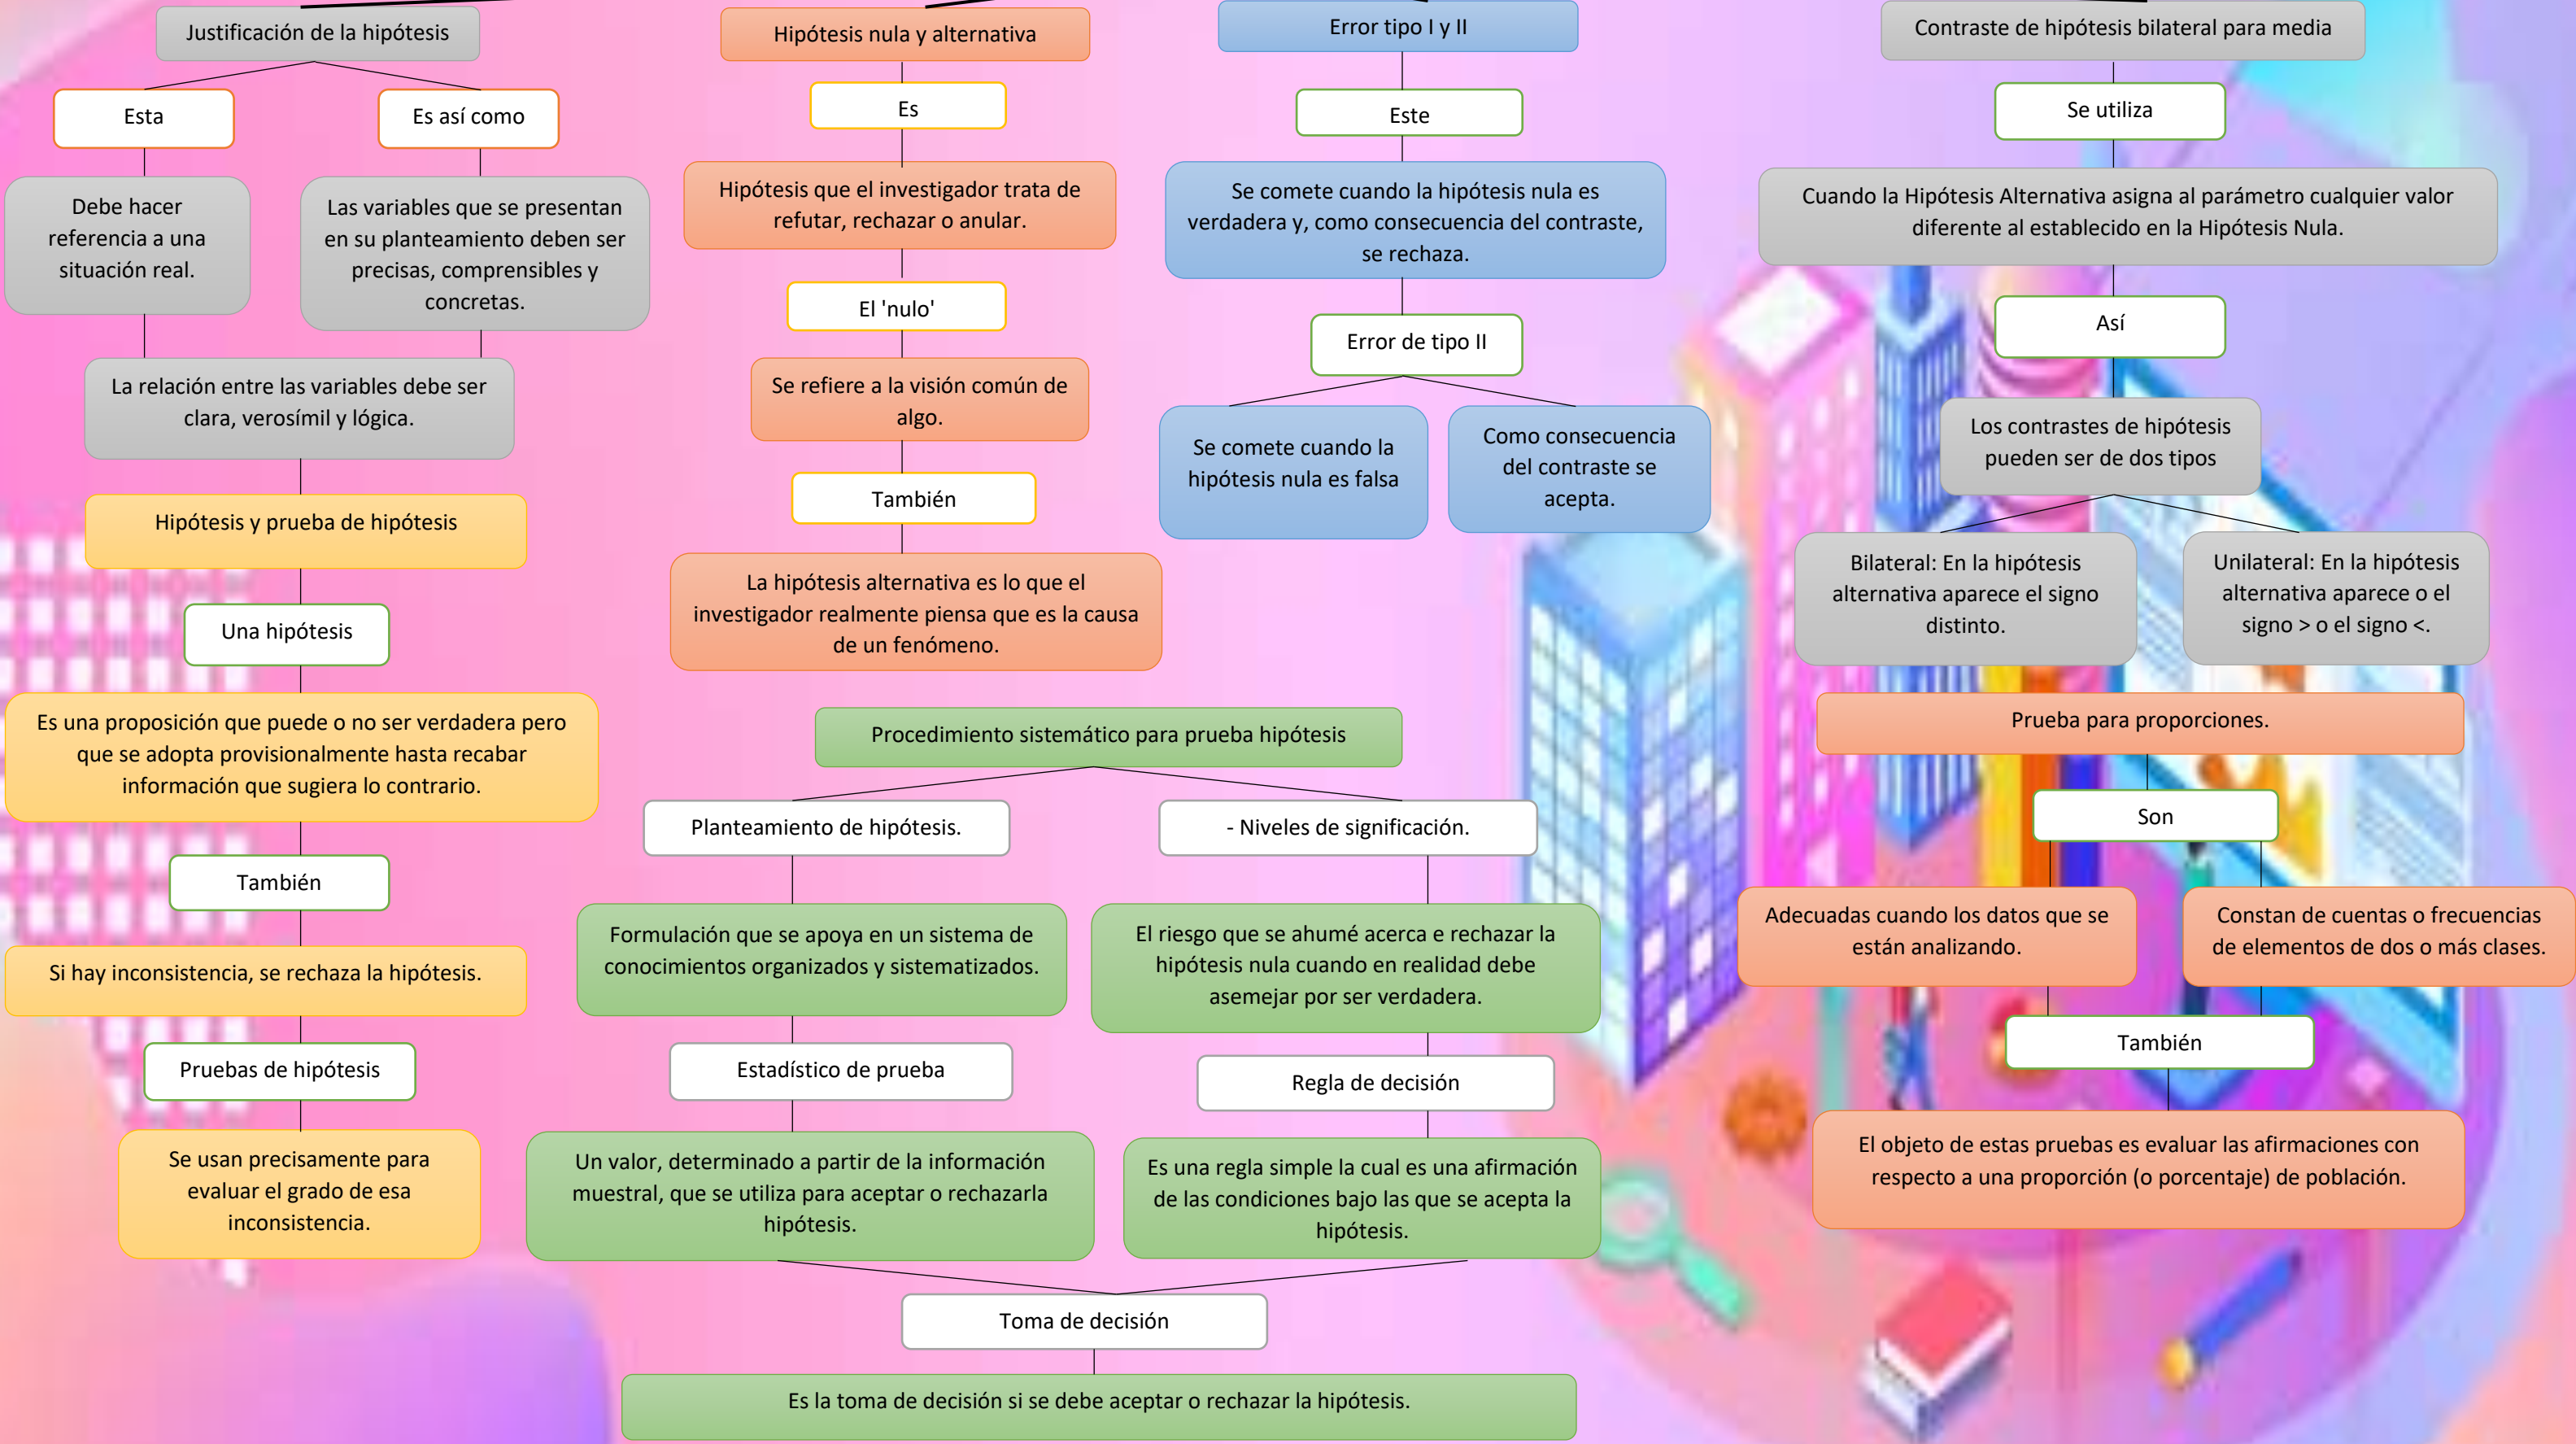 Justificación de la hipótesis
Esta
Es así como
Debe hacer
referencia a una
situación real.
Las variables que se presentan
en su planteamiento deben ser
precisas, comprensibles y
concretas.
La relación entre las variables debe ser
clara, verosímil y lógica.
Hipótesis y prueba de hipótesis
Una hipótesis
Es una proposición que puede o no ser verdadera pero
que se adopta provisionalmente hasta recabar
información que sugiera lo contrario.
También
Si hay inconsistencia, se rechaza la hipótesis.
Pruebas de hipótesis
Se usan precisamente para
evaluar el grado de esa
inconsistencia.
Hipótesis nula y alternativa
Es
Hipótesis que el investigador trata de
refutar, rechazar o anular.
El 'nulo'
Se refiere a la visión común de
algo.
También
La hipótesis alternativa es lo que el
investigador realmente piensa que es la causa
de un fenómeno.
Error tipo I y II
Este
Se comete cuando la hipótesis nula es
verdadera y, como consecuencia del contraste,
se rechaza.
Error de tipo II
Se comete cuando la
hipótesis nula es falsa
Como consecuencia
del contraste se
acepta.
Procedimiento sistemático para prueba hipótesis
Planteamiento de hipótesis.
Formulación que se apoya en un sistema de
conocimientos organizados y sistematizados.
Estadístico de prueba
Un valor, determinado a partir de la información
muestral, que se utiliza para aceptar o rechazarla
hipótesis.
- Niveles de significación.
El riesgo que se ahumé acerca e rechazar la
hipótesis nula cuando en realidad debe
asemejar por ser verdadera.
Regla de decisión
Es una regla simple la cual es una afirmación
de las condiciones bajo las que se acepta la
hipótesis.
Toma de decisión
Es la toma de decisión si se debe aceptar o rechazar la hipótesis.
Contraste de hipótesis bilateral para media
Se utiliza
Cuando la Hipótesis Alternativa asigna al parámetro cualquier valor
diferente al establecido en la Hipótesis Nula.
Así
Los contrastes de hipótesis
pueden ser de dos tipos
Bilateral: En la hipótesis
alternativa aparece el signo
distinto.
Unilateral: En la hipótesis
alternativa aparece o el
signo > o el signo <.
Prueba para proporciones.
Son
Adecuadas cuando los datos que se
están analizando.
Constan de cuentas o frecuencias
de elementos de dos o más clases.
También
El objeto de estas pruebas es evaluar las afirmaciones con
respecto a una proporción (o porcentaje) de población.